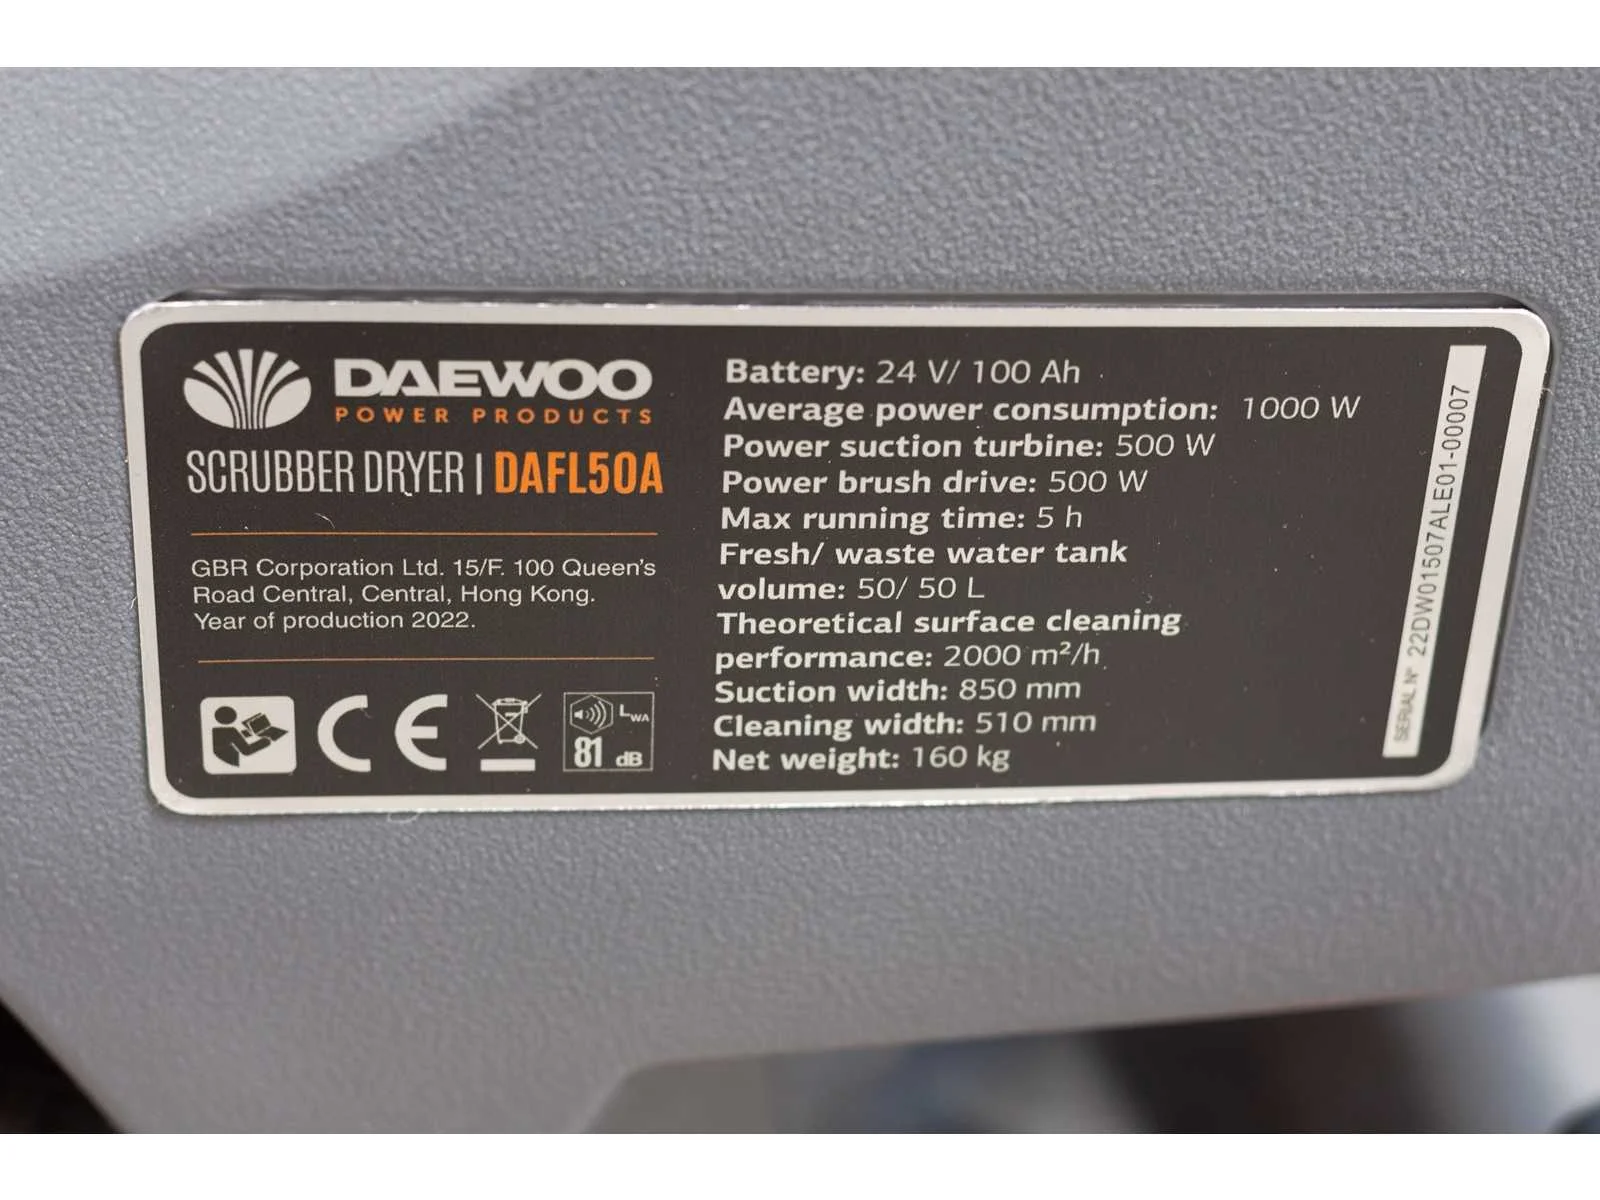 DAEWOO
POWER PRODUCTS
SCRUBBER DRYER | DAFL50A
GBR Corporation Ltd. 15/F. 100 Queen's
Road Central, Central, Hong Kong.
Year of production 2022.
CE
LWA
81 dB
Battery: 24 V/ 100 Ah
Average power consumption: 1000 W
Power suction turbine: 500 W
Power brush drive: 500 W
Max running time: 5 h
Fresh/ waste water tank
volume: 50/ 50 L
Theoretical surface cleaning
performance: 2000 m²/h
Suction width: 850 mm
Cleaning width: 510 mm
Net weight: 160 kg
SERIAL N° 22DW01507ALE01-00007